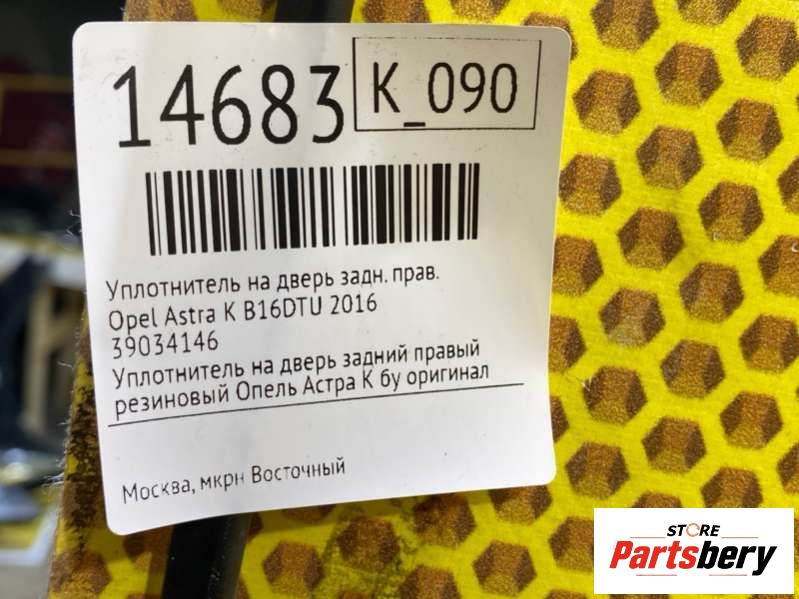 14683
K_090
Уплотнитель на дверь задн. прав.
Opel Astra K B16DTU 2016
39034146
Уплотнитель на дверь задний правый
резиновый Опель Астра К бу оригинал
Москва, мкрн Восточный
STORE
Partsbery